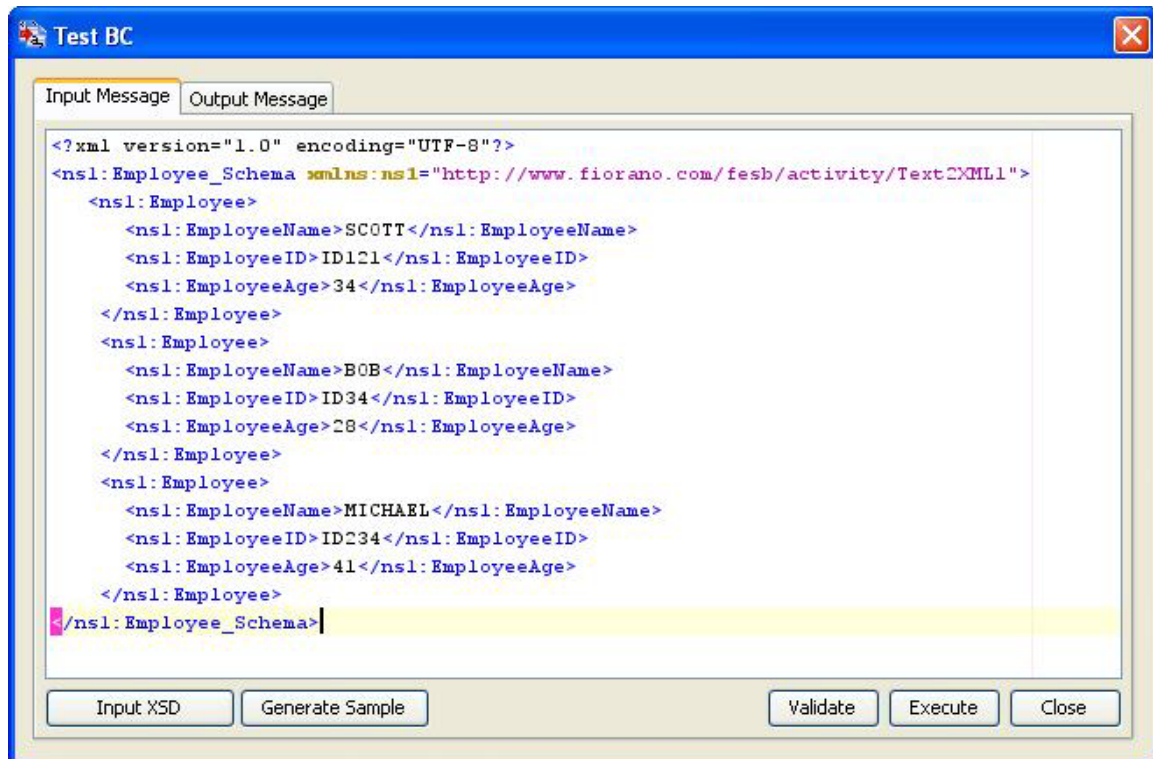 Test BC
Input Message Output Message
<?xml version="1.0" encoding="UTF-8"?>
<ns1:Employee_Schema xmlns:ns1="http://www.fiorano.com/fesb/activity/Text2XML1">
<ns1:Employee>
<ns1:EmployeeName>SCOTT</ns1:EmployeeName>
<ns1:EmployeeID>ID121</ns1:EmployeeID>
<ns1:EmployeeAge>34</ns1:EmployeeAge>
</ns1:Employee>
<ns1:Employee>
<ns1:EmployeeName>BOB</ns1:EmployeeName>
<ns1:EmployeeID>ID34</ns1:EmployeeID>
<ns1:EmployeeAge>28</ns1:EmployeeAge>
</ns1:Employee>
<ns1:Employee>
<ns1:EmployeeName>MICHAEL</ns1:EmployeeName>
<ns1:EmployeeID>ID234</ns1:EmployeeID>
<ns1:EmployeeAge>41</ns1:EmployeeAge>
</ns1:Employee>
</ns1:Employee_Schema>
Input XSD Generate Sample Validate Execute Close